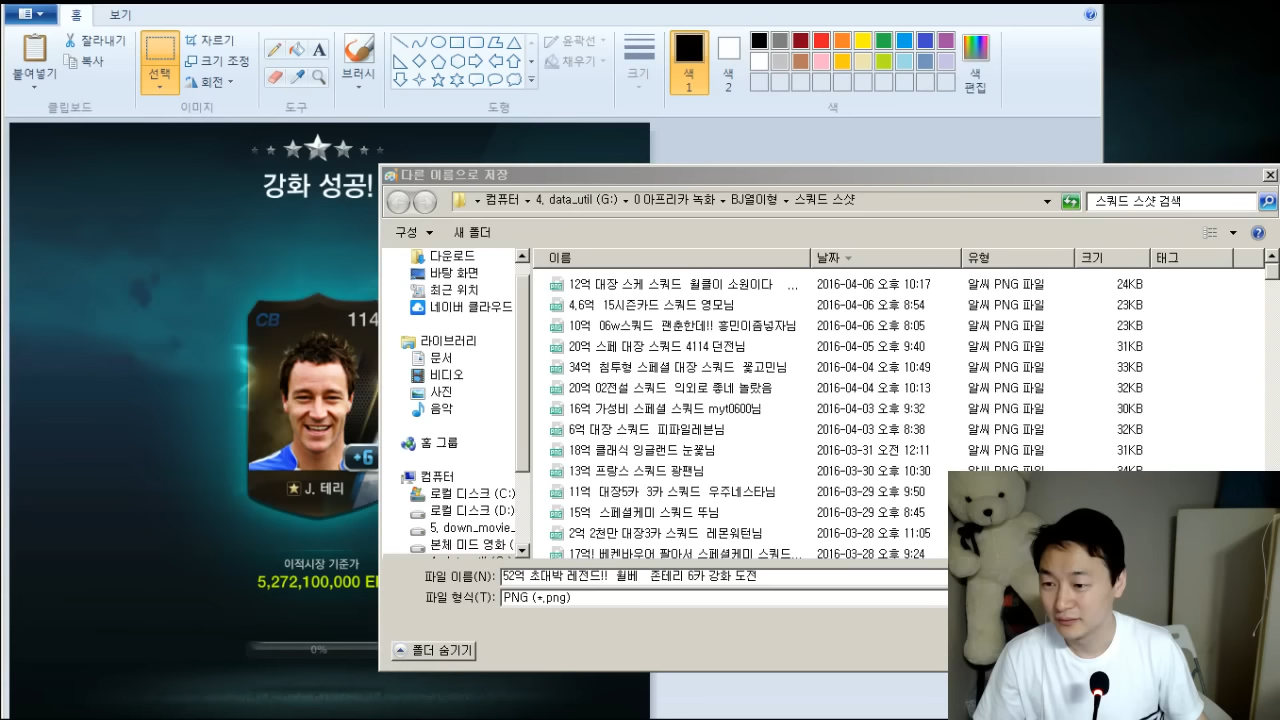 홈 보기
붙여넣기
잘라내기
복사
클립보드
선택
자르기
크기 조정
회전
이미지
A
도구
브러시
도형
윤곽선
채우기
크기
색
1
색
2
색
편집
색
강화 성공!
CB 114
+6
J. 테리
이적시장 기준가
5,272,100,000
0%
다른 이름으로 저장
컴퓨터 4. data_util (G:) 0 아프리카 녹화 BJ열이형 스쿼드 스샷
스쿼드 스샷 검색
구성 새 폴더
다운로드
바탕 화면
최근 위치
네이버 클라우드
라이브러리
문서
비디오
사진
음악
홈 그룹
컴퓨터
로컬 디스크 (C:)
로컬 디스크 (D:)
5. down_movie_
본체 미드 영화 (
이름 날짜 유형 크기 태그
12억 대장 스케 스쿼드 월클이 소원이다 ... 2016-04-06 오후 10:17 알씨 PNG 파일 24KB
4.6억 15시즌카드 스쿼드 영모님 2016-04-06 오후 8:54 알씨 PNG 파일 23KB
10억 06w스쿼드 팬춘한데!! 흥민이좀넣자님 2016-04-06 오후 8:05 알씨 PNG 파일 31KB
20억 스페 대장 스쿼드 4114 던전님 2016-04-05 오후 9:40 알씨 PNG 파일 31KB
34억 침투형 스페셜 대장 스쿼드 꽃고민님 2016-04-04 오후 10:49 알씨 PNG 파일 33KB
20억 02전설 스쿼드 의외로 좋네 놀랐음 2016-04-04 오후 10:13 알씨 PNG 파일 32KB
16억 가성비 스페셜 스쿼드 myt0600님 2016-04-03 오후 9:32 알씨 PNG 파일 30KB
6억 대장 스쿼드 피파일레븐님 2016-04-03 오후 8:38 알씨 PNG 파일 32KB
18억 클래식 잉글랜드 눈꽃님 2016-03-31 오전 12:11 알씨 PNG 파일 31KB
13억 프랑스 스쿼드 광팬님 2016-03-30 오후 10:30 알씨 PNG 파일 34KB
11억 대장5카 3카 스쿼드 우주네스타님 2016-03-29 오후 9:50
15억 스페셜케미 스쿼드 뚜님 2016-03-29 오후 8:45
2억 2천만 대장3카 스쿼드 레몬워턴님 2016-03-28 오후 11:05
17억! 베켄바우어 팔아서 스페셜케미 스쿼드... 2016-03-28 오후 9:24
파일 이름(N): 52억 초대박 레전드!! 월베 존테리 6카 강화 도전
파일 형식(T): PNG (*.png)
폴더 숨기기